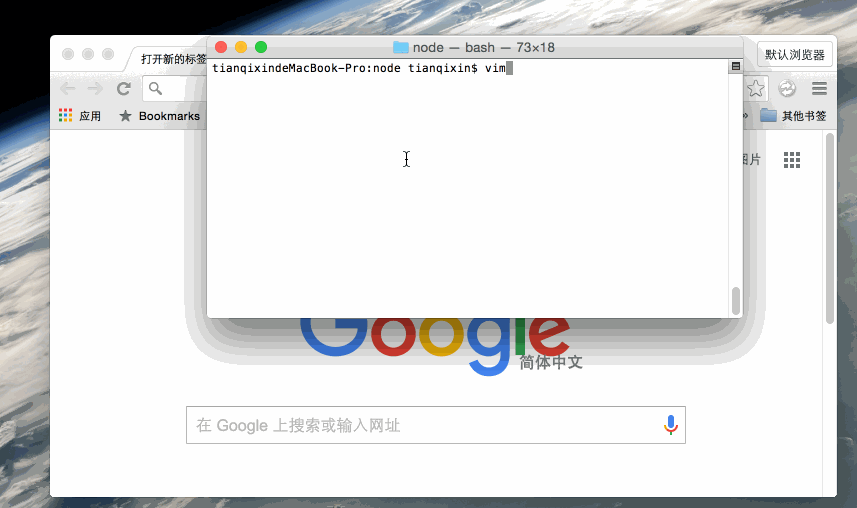 node — bash — 73×18
打开新的标签
默认浏览器
tianqixindeMacBook-Pro:node tianqixin$ vim
应用
Bookmarks
»
其他书签
图片
Google
简体中文
在 Google 上搜索或输入网址